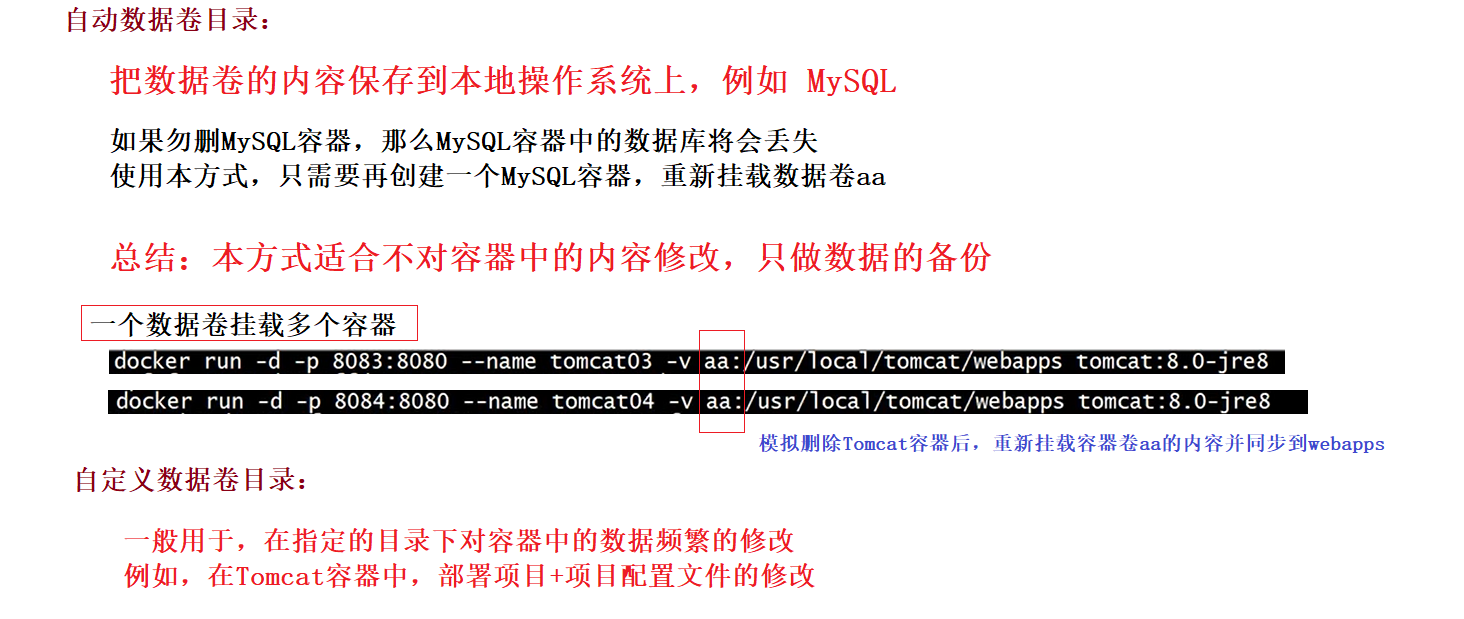 自动数据卷目录：
把数据卷的内容保存到本地操作系统上，例如 MySQL
如果勿删MySQL容器，那么MySQL容器中的数据库将会丢失
使用本方式，只需要再创建一个MySQL容器，重新挂载数据卷aa
总结：本方式适合不对容器中的内容修改，只做数据的备份
一个数据卷挂载多个容器
docker run -d -p 8083:8080 --name tomcat03 -v aa:/usr/local/tomcat/webapps tomcat:8.0-jre8
docker run -d -p 8084:8080 --name tomcat04 -v aa:/usr/local/tomcat/webapps tomcat:8.0-jre8
模拟删除Tomcat容器后，重新挂载容器卷aa的内容并同步到webapps
自定义数据卷目录：
一般用于，在指定的目录下对容器中的数据频繁的修改
例如，在Tomcat容器中，部署项目+项目配置文件的修改